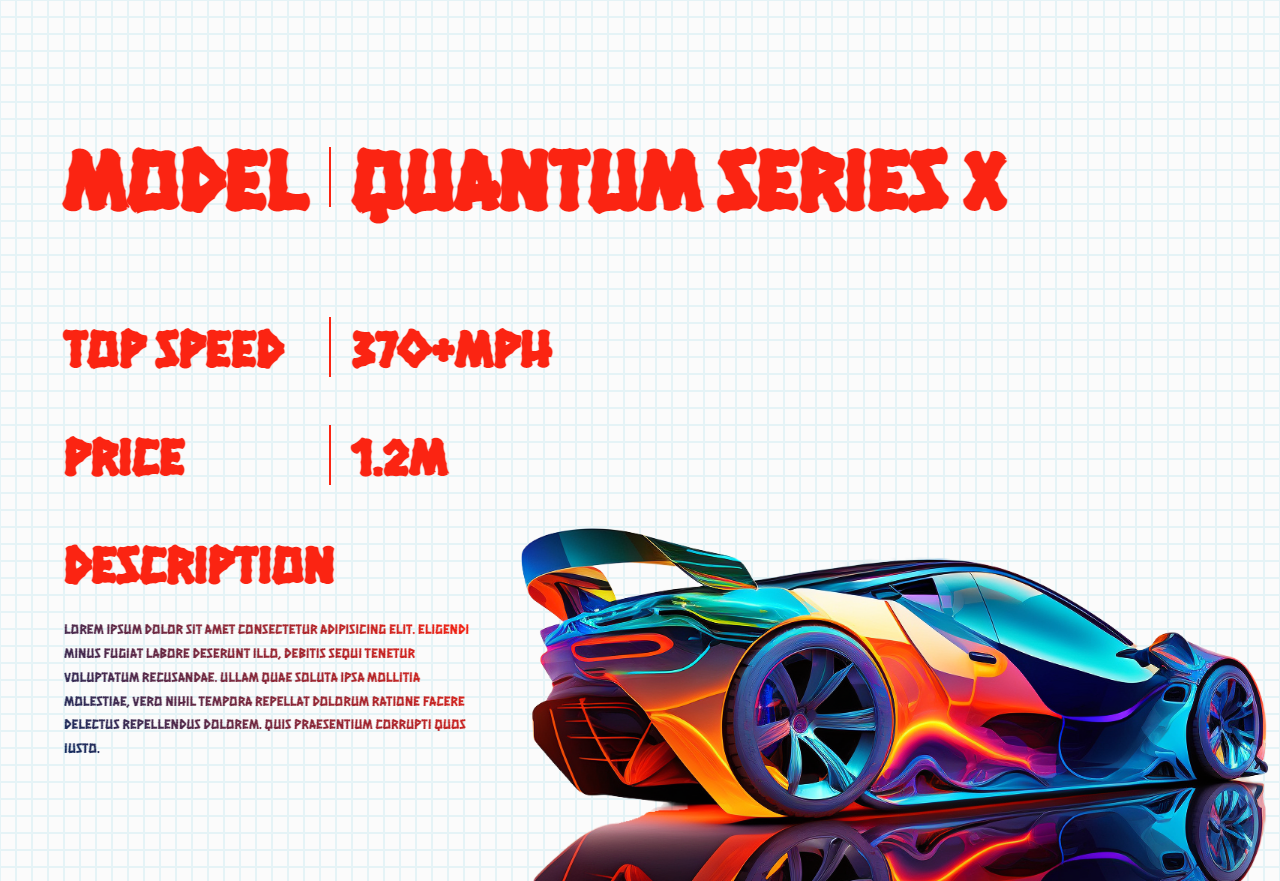 MODEL QUANTUM SERIES X
TOP SPEED 370+MPH
PRICE 1.2M
DESCRIPTION
LOREM IPSUM DOLOR SIT AMET CONSECTETUR ADIPISICING ELIT. ELIGENDI
MINUS FUGIAT LABORE DESERUNT ILLO, DEBITIS SEQUI TENETUR
VOLUPTATUM RECUSANDAE. ULLAM QUAE SOLUTA IPSA MOLLITIA
MOLESTIAE, VERO NIHIL TEMPORA REPELLAT DOLORUM RATIONE FACERE
DELECTUS REPELLENDUS DOLOREM. QUIS PRAESENTIUM CORRUPTI QUOS
IUSTO.